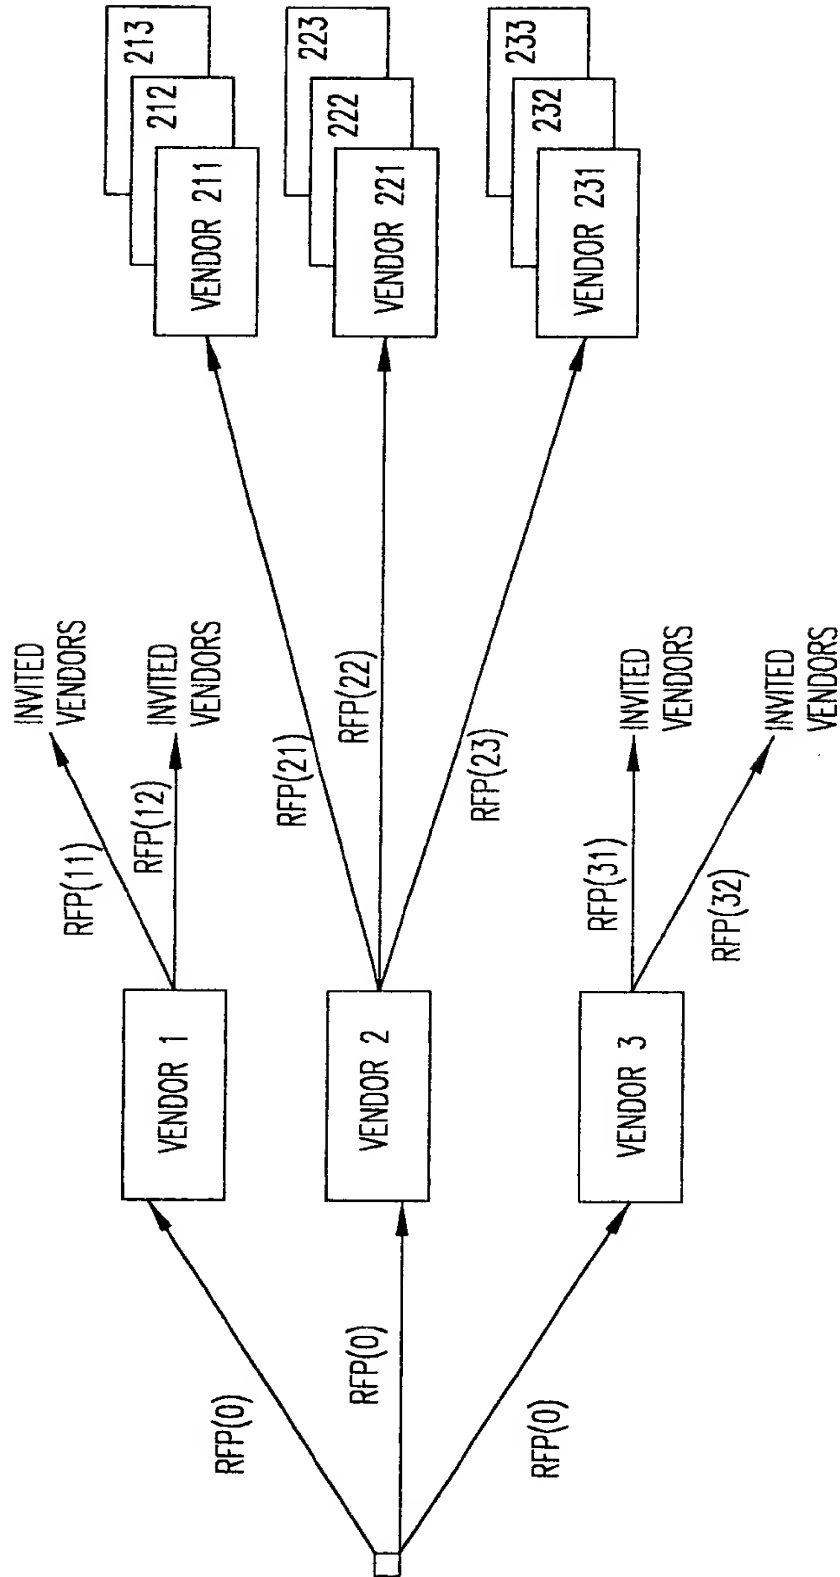 RFP(0)
RFP(0)
RFP(0)
VENDOR 1
VENDOR 2
VENDOR 3
RFP(11)
RFP(12)
INVITED
VENDORS
INVITED
VENDORS
RFP(21)
RFP(22)
RFP(23)
RFP(31)
RFP(32)
INVITED
VENDORS
INVITED
VENDORS
VENDOR 211
212
213
VENDOR 221
222
223
VENDOR 231
232
233